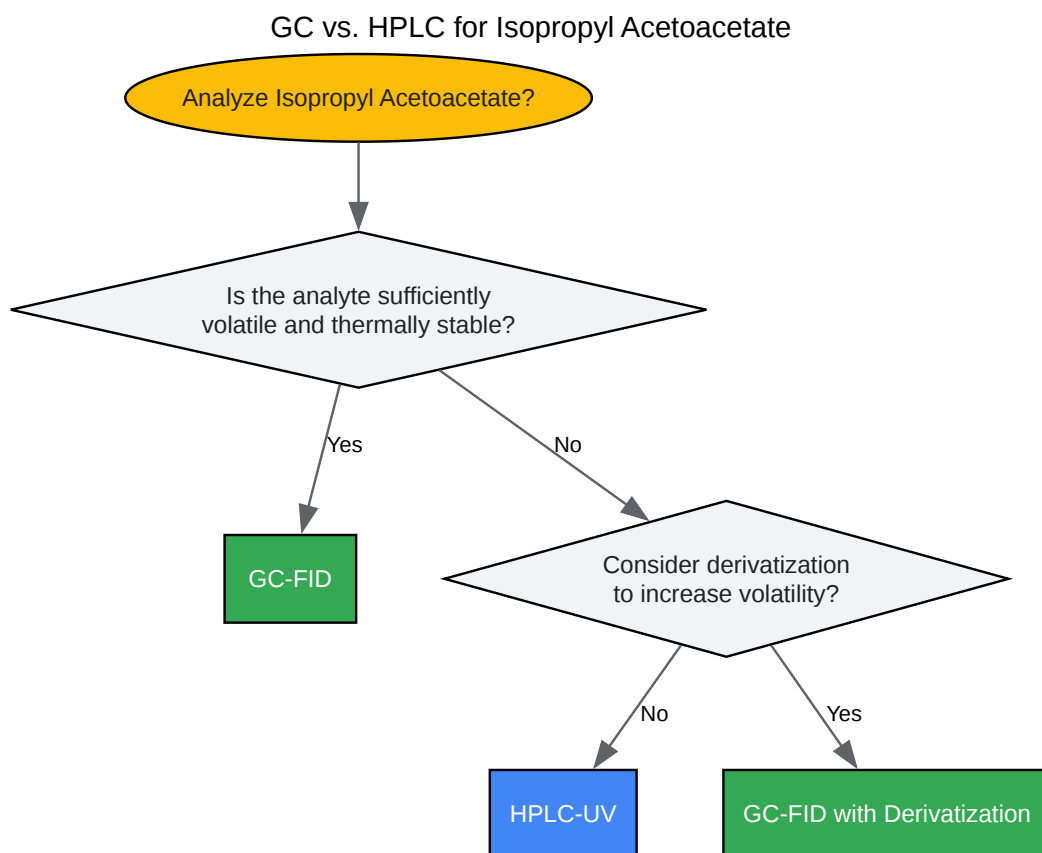 GC vs. HPLC for Isopropyl Acetoacetate
Analyze Isopropyl Acetoacetate?
Is the analyte sufficiently
volatile and thermally stable?
Yes
No
GC-FID
Consider derivatization
to increase volatility?
No
Yes
HPLC-UV
GC-FID with Derivatization